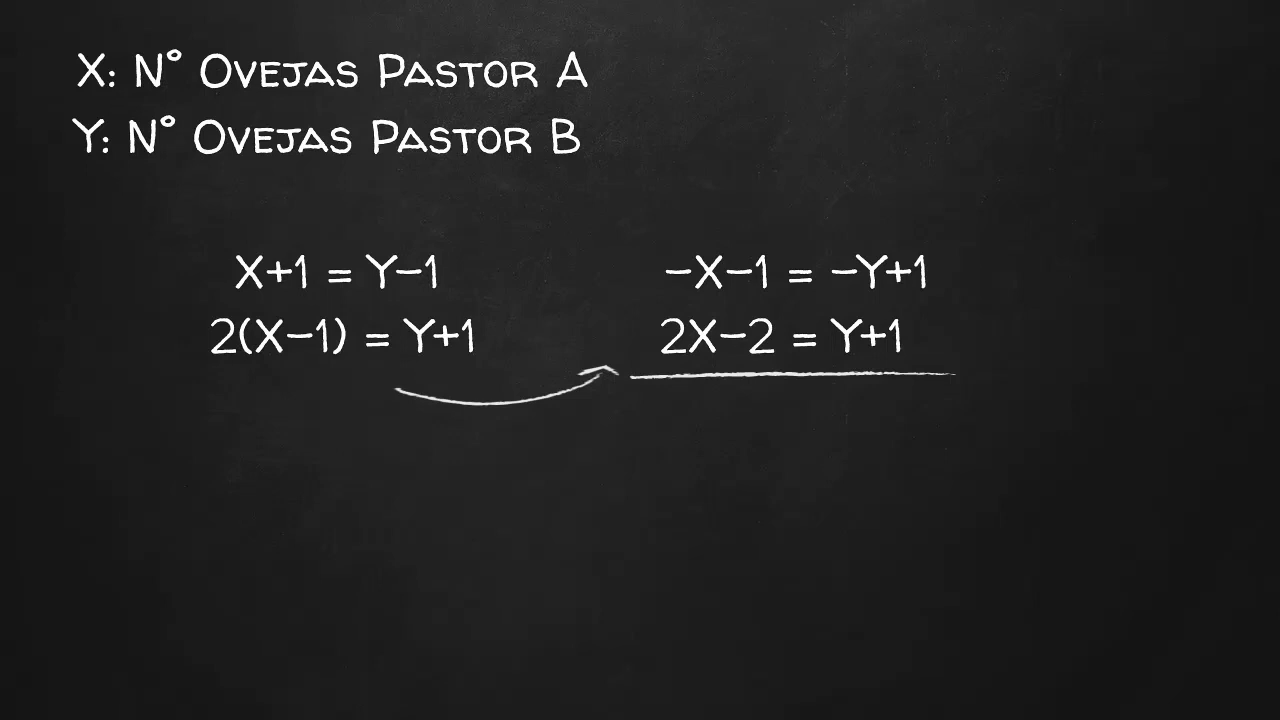 X: N° Ovejas Pastor A
Y: N° Ovejas Pastor B
X+1 = Y−1
2(X−1) = Y+1
−X−1 = −Y+1
2X−2 = Y+1